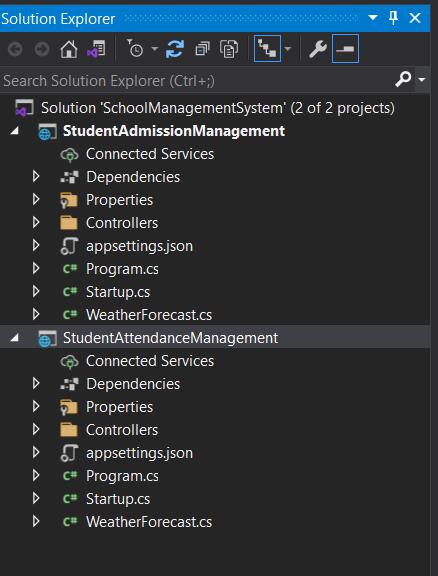 Solution Explorer
Search Solution Explorer (Ctrl+;)
Solution 'SchoolManagementSystem' (2 of 2 projects)
StudentAdmissionManagement
Connected Services
Dependencies
Properties
Controllers
appsettings.json
C# Program.cs
C# Startup.cs
C# WeatherForecast.cs
StudentAttendanceManagement
Connected Services
Dependencies
Properties
Controllers
appsettings.json
C# Program.cs
C# Startup.cs
C# WeatherForecast.cs